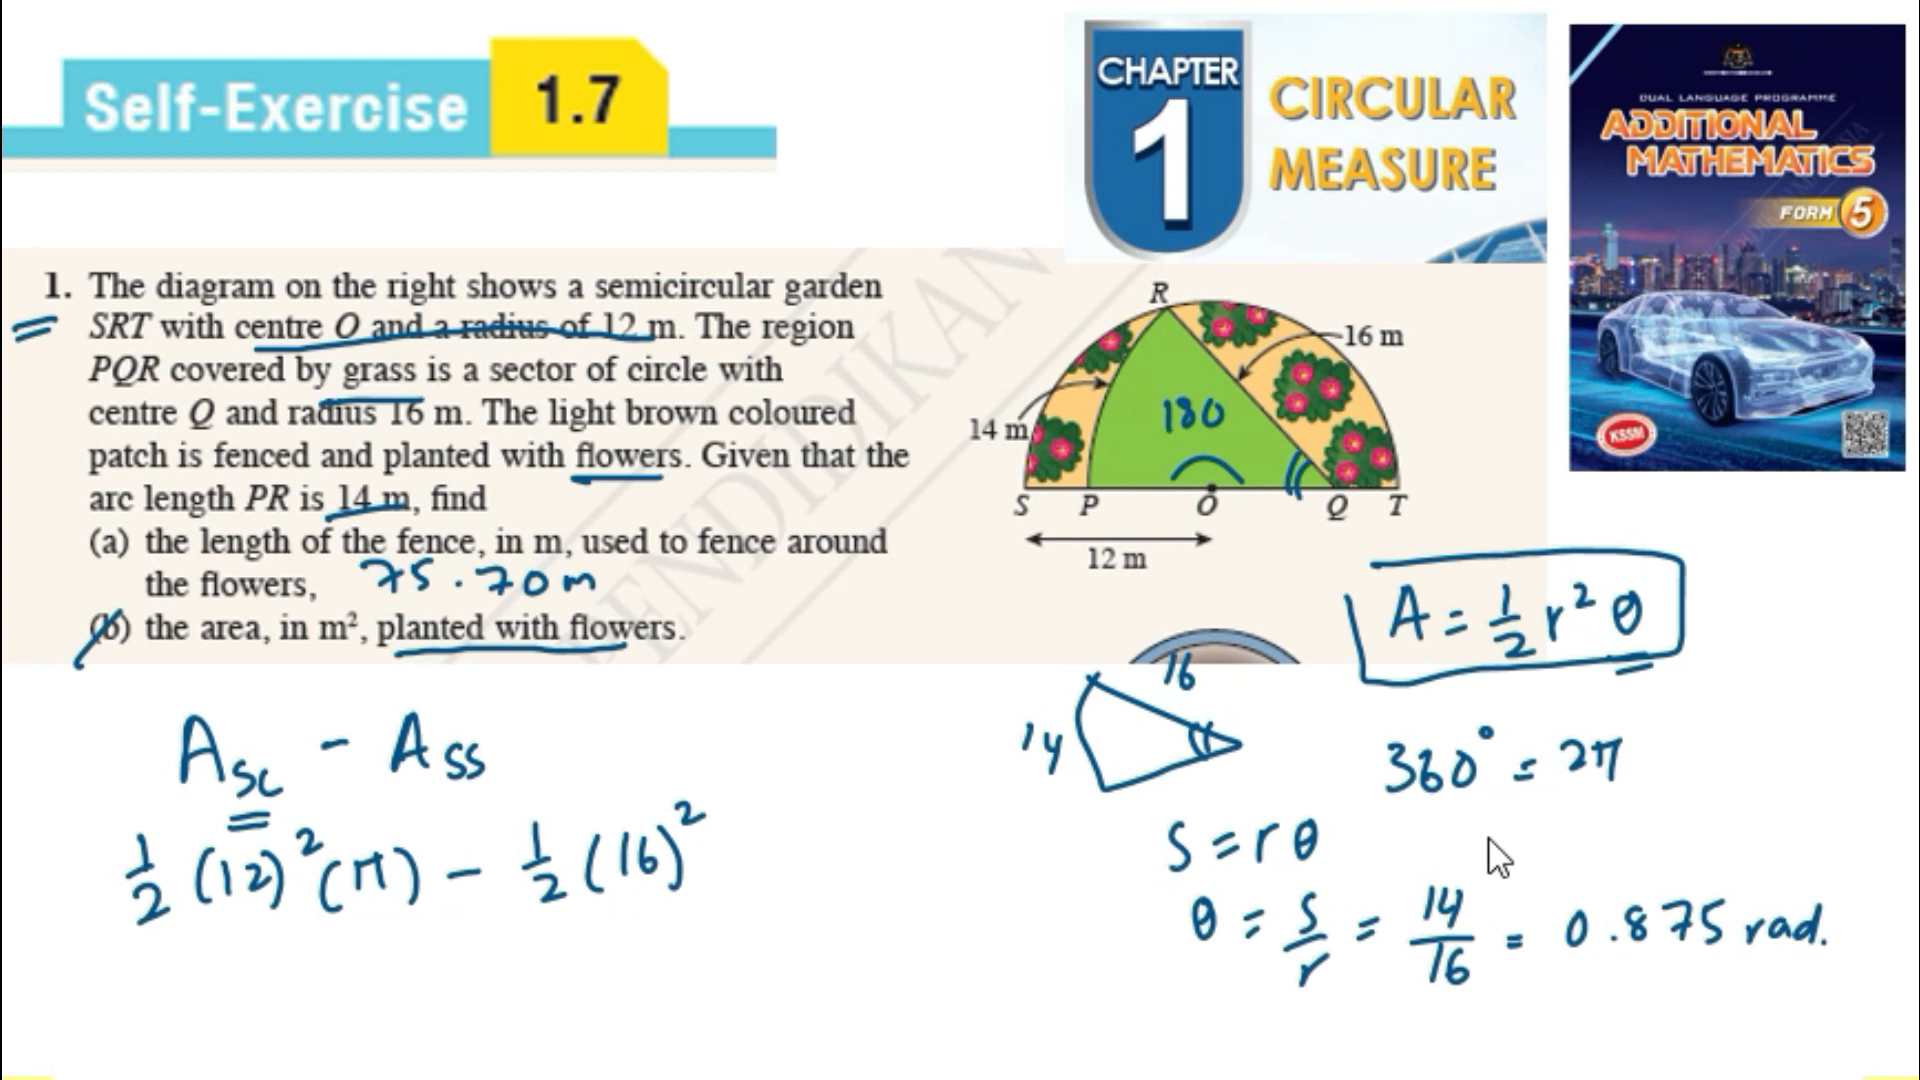 Self-Exercise 1.7
CHAPTER
1
CIRCULAR
MEASURE
DUAL LANGUAGE PROGRAMME
ADDITIONAL
MATHEMATICS
FORM 5
KSSM
1. The diagram on the right shows a semicircular garden
SRT with centre O and a radius of 12 m. The region
PQR covered by grass is a sector of circle with
centre Q and radius 16 m. The light brown coloured
patch is fenced and planted with flowers. Given that the
arc length PR is 14 m, find
(a) the length of the fence, in m, used to fence around
the flowers, 75.70m
(b) the area, in m², planted with flowers.
R
16 m
14 m
180
S P O Q T
12 m
PENDIDIKAN
A = 1/2 r² θ
16
14
360° = 2π
A_SC - A_SS
1/2 (12)² (π) - 1/2 (16)²
S = r θ
θ = S/r = 14/16 = 0.875 rad.